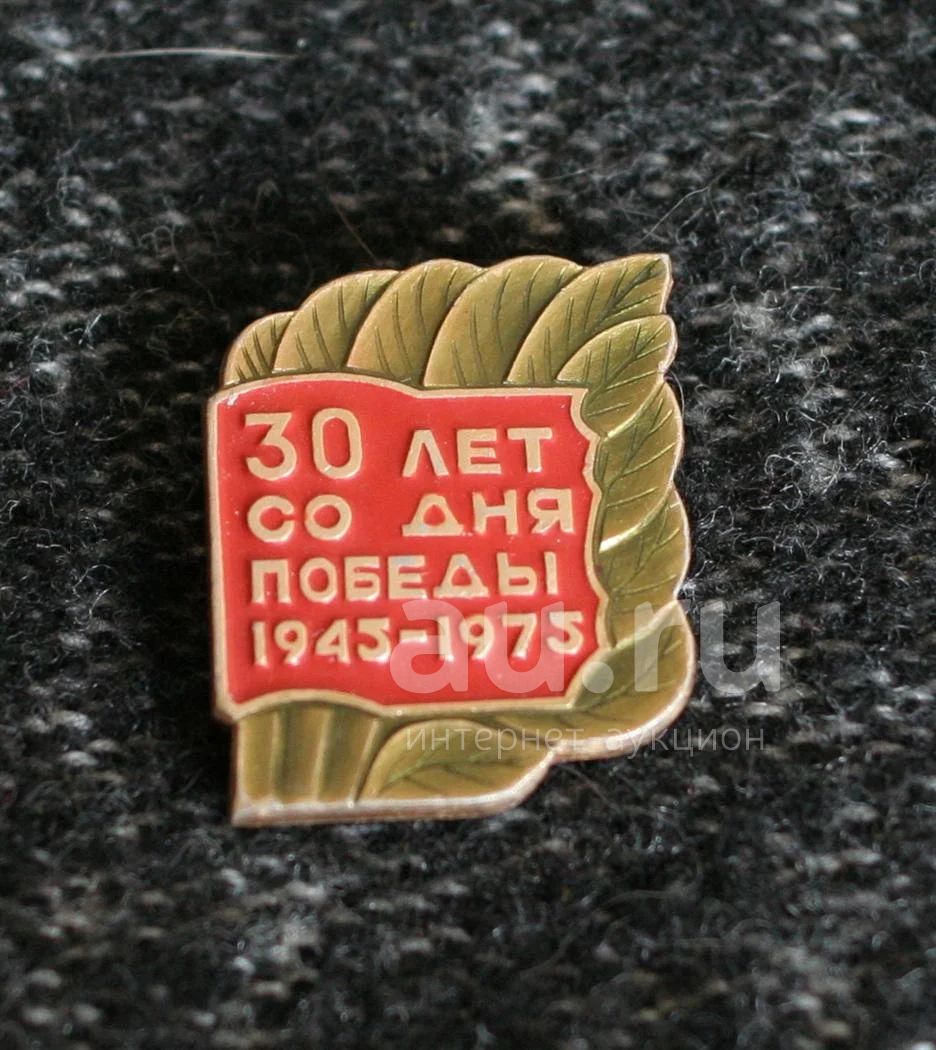 30 ЛЕТ
СО ДНЯ
ПОБЕДЫ
1945-1975
au.ru
интернет-аукцион